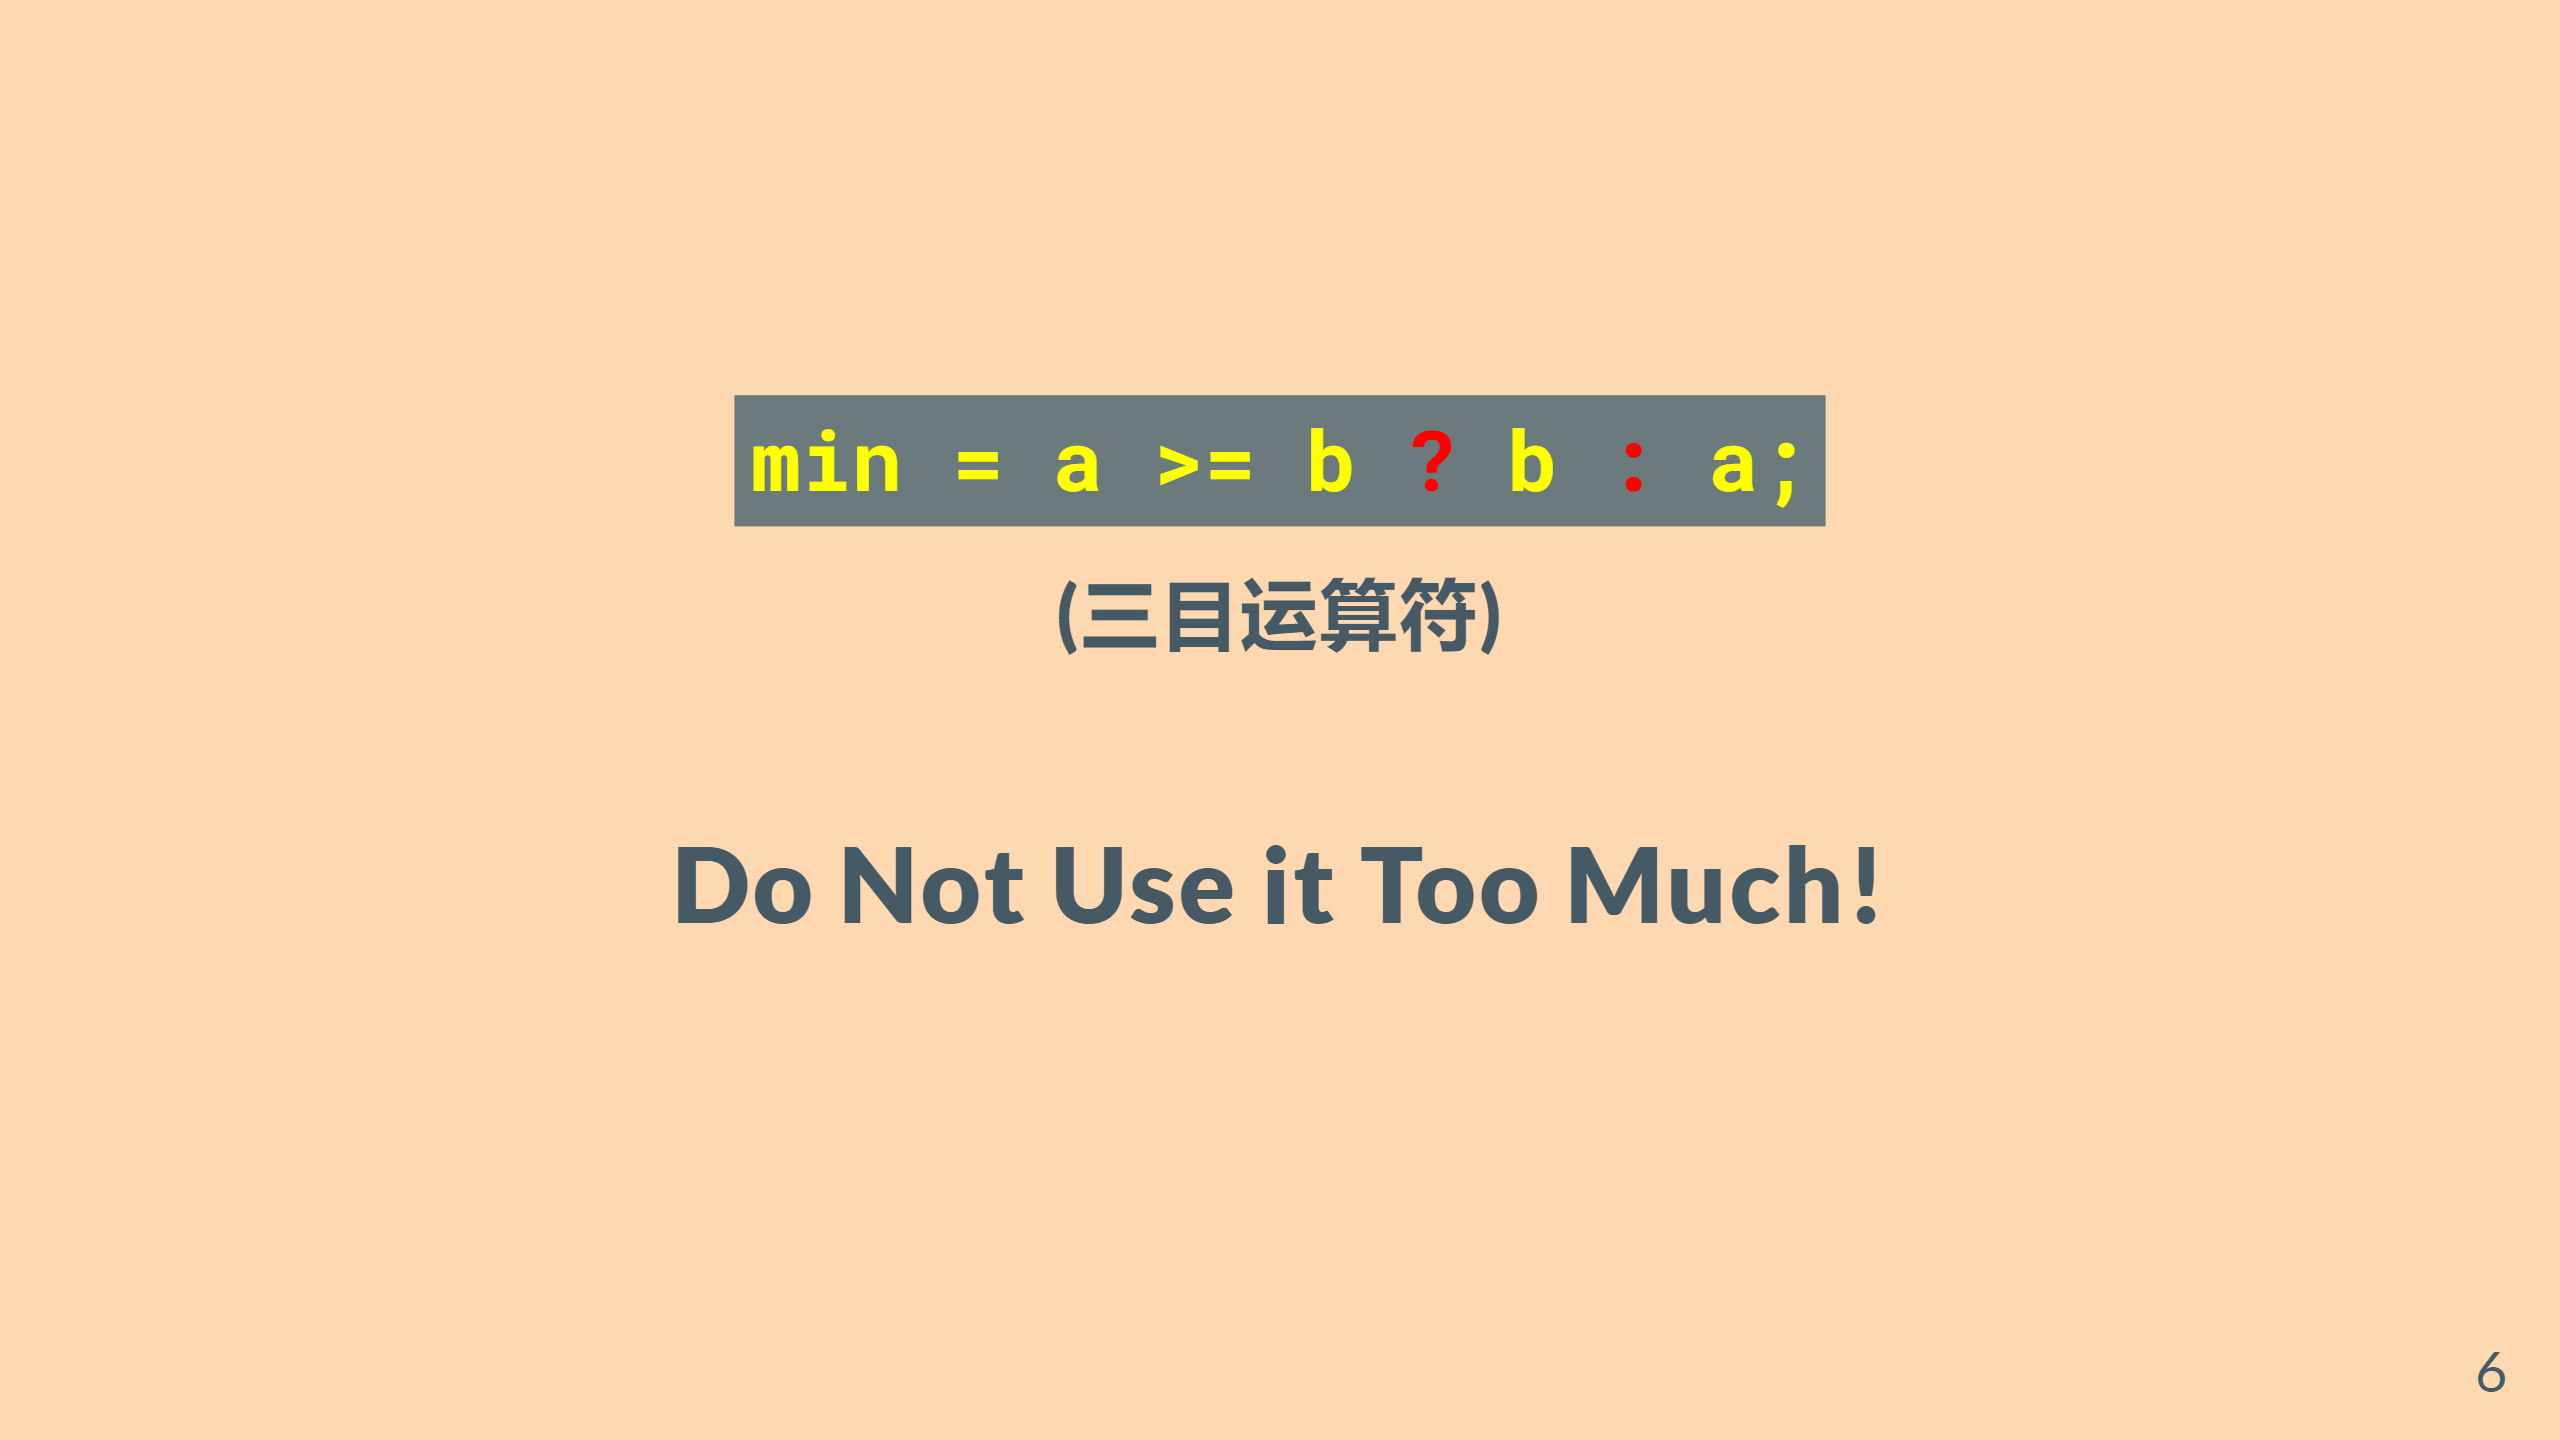 min = a >= b ? b : a;
(三目运算符)
Do Not Use it Too Much!
6